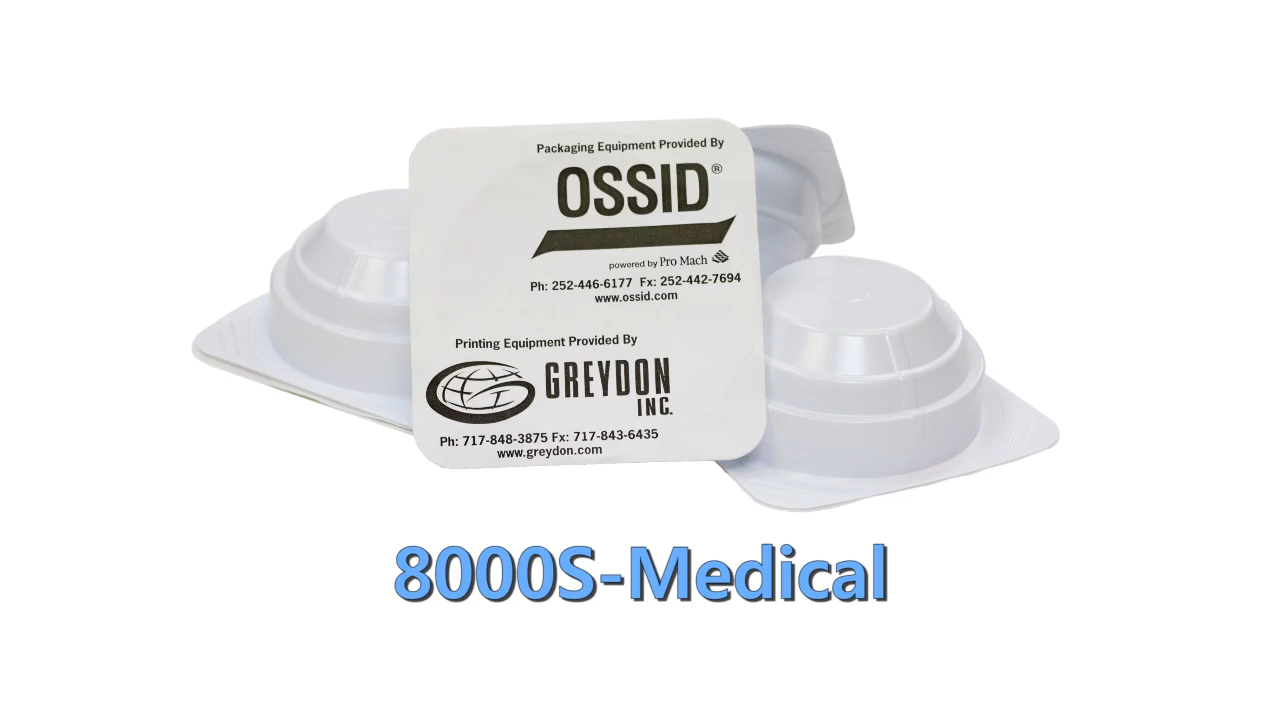 Packaging Equipment Provided By
OSSID®
powered by Pro Mach
Ph: 252-446-6177 Fx: 252-442-7694
www.ossid.com
Printing Equipment Provided By
GREYDON
INC.
Ph: 717-848-3875 Fx: 717-843-6435
www.greydon.com
8000S-Medical